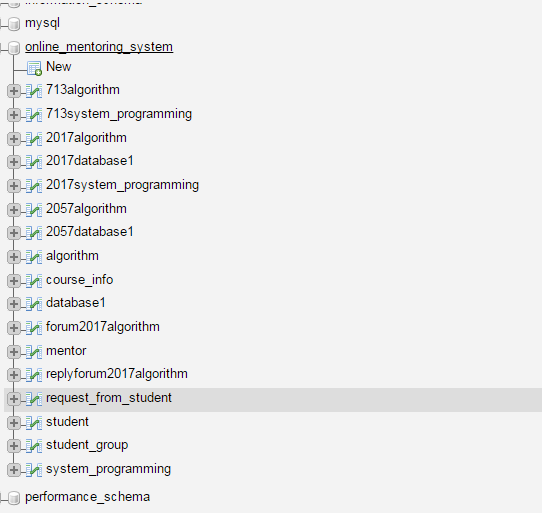 information_schema
mysql
online_mentoring_system
New
713algorithm
713system_programming
2017algorithm
2017database1
2017system_programming
2057algorithm
2057database1
algorithm
course_info
database1
forum2017algorithm
mentor
replyforum2017algorithm
request_from_student
student
student_group
system_programming
performance_schema